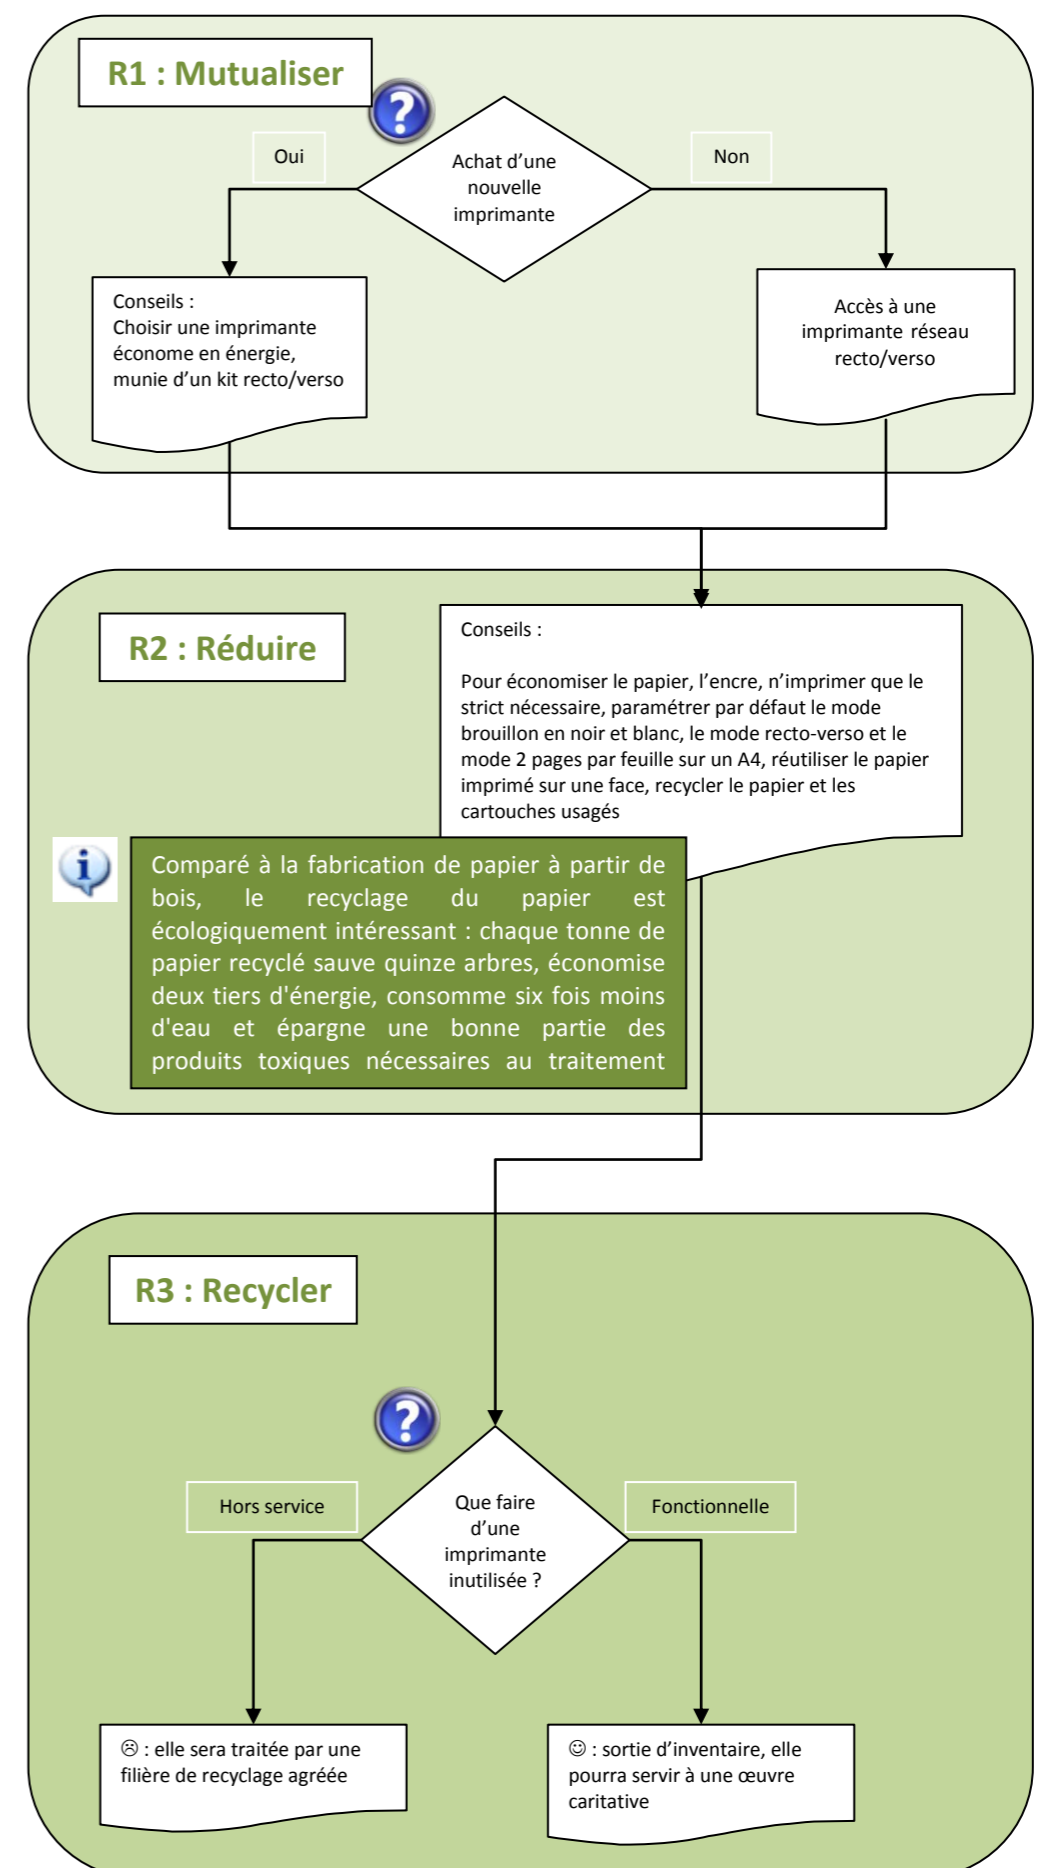 R1 : Mutualiser
?
Oui
Achat d’une
nouvelle
imprimante
Non
Conseils :
Choisir une imprimante
économe en énergie,
munie d’un kit recto/verso
Accès à une
imprimante réseau
recto/verso
R2 : Réduire
Conseils :
Pour économiser le papier, l’encre, n’imprimer que le
strict nécessaire, paramétrer par défaut le mode
brouillon en noir et blanc, le mode recto-verso et le
mode 2 pages par feuille sur un A4, réutiliser le papier
imprimé sur une face, recycler le papier et les
cartouches usagés
i
Comparé à la fabrication de papier à partir de
bois, le recyclage du papier est
écologiquement intéressant : chaque tonne de
papier recyclé sauve quinze arbres, économise
deux tiers d'énergie, consomme six fois moins
d'eau et épargne une bonne partie des
produits toxiques nécessaires au traitement
R3 : Recycler
?
Hors service
Que faire
d’une
imprimante
inutilisée ?
Fonctionnelle
☹ : elle sera traitée par une
filière de recyclage agréée
☺ : sortie d’inventaire, elle
pourra servir à une œuvre
caritative